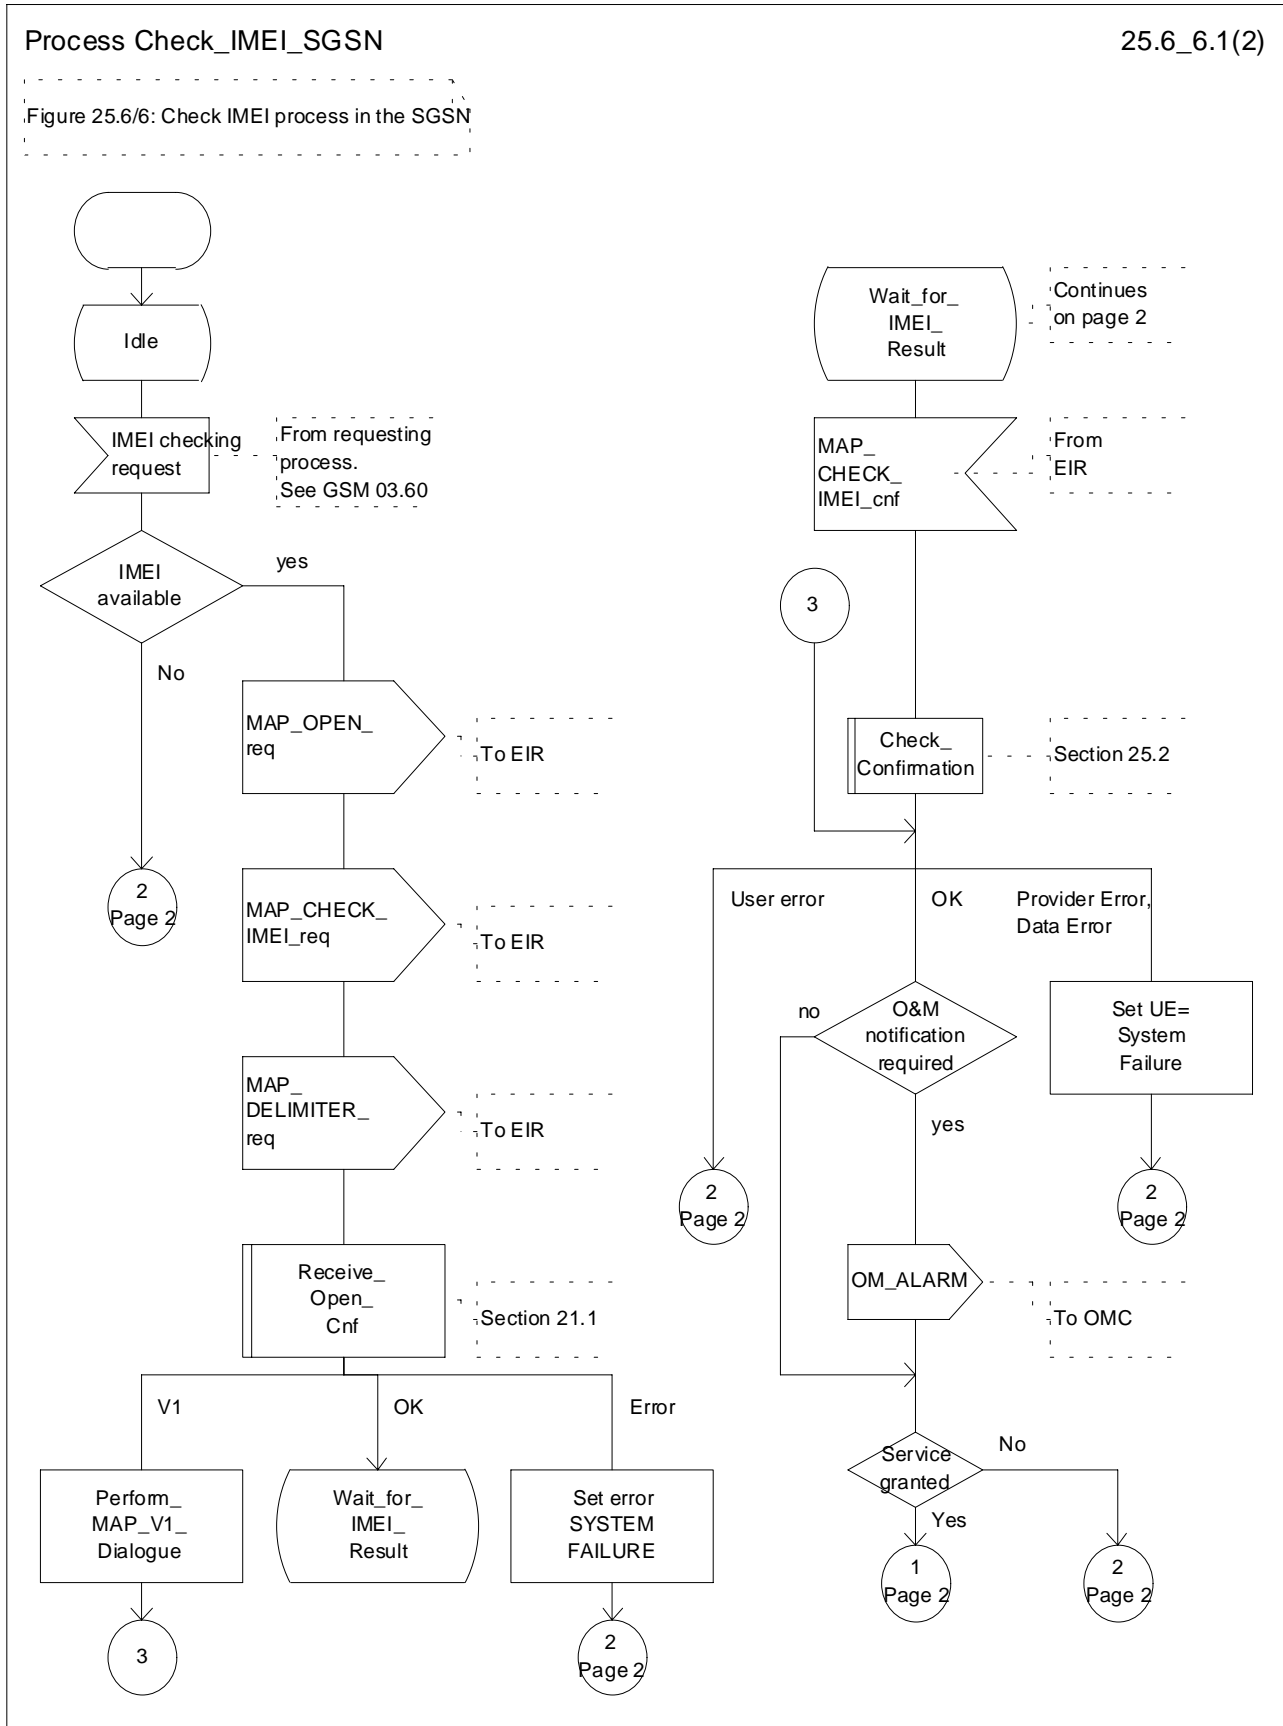 Process Check_IMEI_SGSN
25.6_6.1(2)
Figure 25.6/6: Check IMEI process in the SGSN
Idle
IMEI checking
request
From requesting
process.
See GSM 03.60
IMEI
available
yes
No
MAP_OPEN_
req
To EIR
2
Page 2
MAP_CHECK_
IMEI_req
To EIR
MAP_
DELIMITER_
req
To EIR
Receive_
Open_
Cnf
Section 21.1
V1
OK
Error
Perform_
MAP_V1_
Dialogue
Wait_for_
IMEI_
Result
Set error
SYSTEM
FAILURE
3
2
Page 2
Wait_for_
IMEI_
Result
Continues
on page 2
MAP_
CHECK_
IMEI_cnf
From
EIR
3
Check_
Confirmation
Section 25.2
User error
OK
Provider Error,
Data Error
no
O&M
notification
required
Set UE=
System
Failure
yes
2
Page 2
2
Page 2
OM_ALARM
To OMC
Service
granted
No
Yes
1
Page 2
2
Page 2